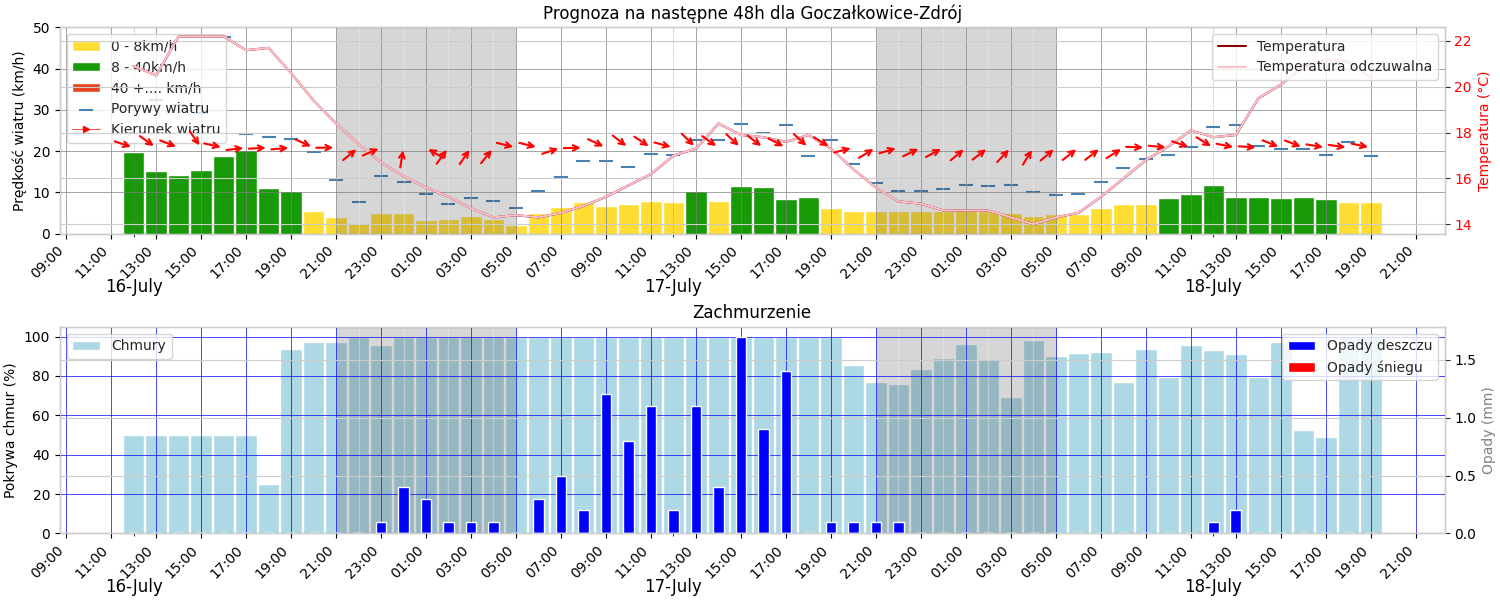 Prognoza na następne 48h dla Goczałkowice-Zdrój
Prędkość wiatru (km/h)
50
40
30
20
10
0
0 - 8km/h
8 - 40km/h
40 +.... km/h
Porywy wiatru
Kierunek wiatru
Temperatura
Temperatura odczuwalna
22
20
18
16
14
Temperatura (°C)
09:00 11:00 13:00 15:00 17:00 19:00 21:00 23:00 01:00 03:00 05:00 07:00 09:00 11:00 13:00 15:00 17:00 19:00 21:00 23:00 01:00 03:00 05:00 07:00 09:00 11:00 13:00 15:00 17:00 19:00 21:00
16-July 17-July 18-July
Zachmurzenie
Pokrywa chmur (%)
100
80
60
40
20
0
Chmury
Opady deszczu
Opady śniegu
1.5
1.0
0.5
0.0
Opady (mm)
09:00 11:00 13:00 15:00 17:00 19:00 21:00 23:00 01:00 03:00 05:00 07:00 09:00 11:00 13:00 15:00 17:00 19:00 21:00 23:00 01:00 03:00 05:00 07:00 09:00 11:00 13:00 15:00 17:00 19:00 21:00
16-July 17-July 18-July